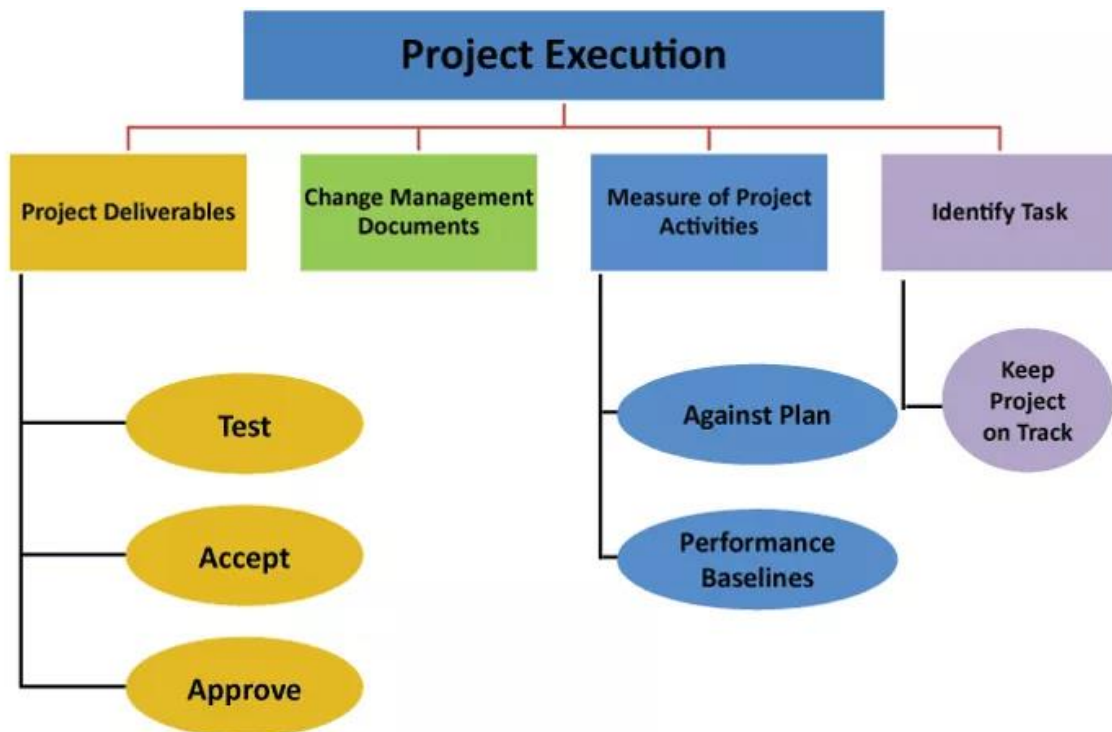 Project Execution
Project Deliverables
Change Management
Documents
Measure of Project
Activities
Identify Task
Test
Accept
Approve
Against Plan
Performance
Baselines
Keep
Project
on Track